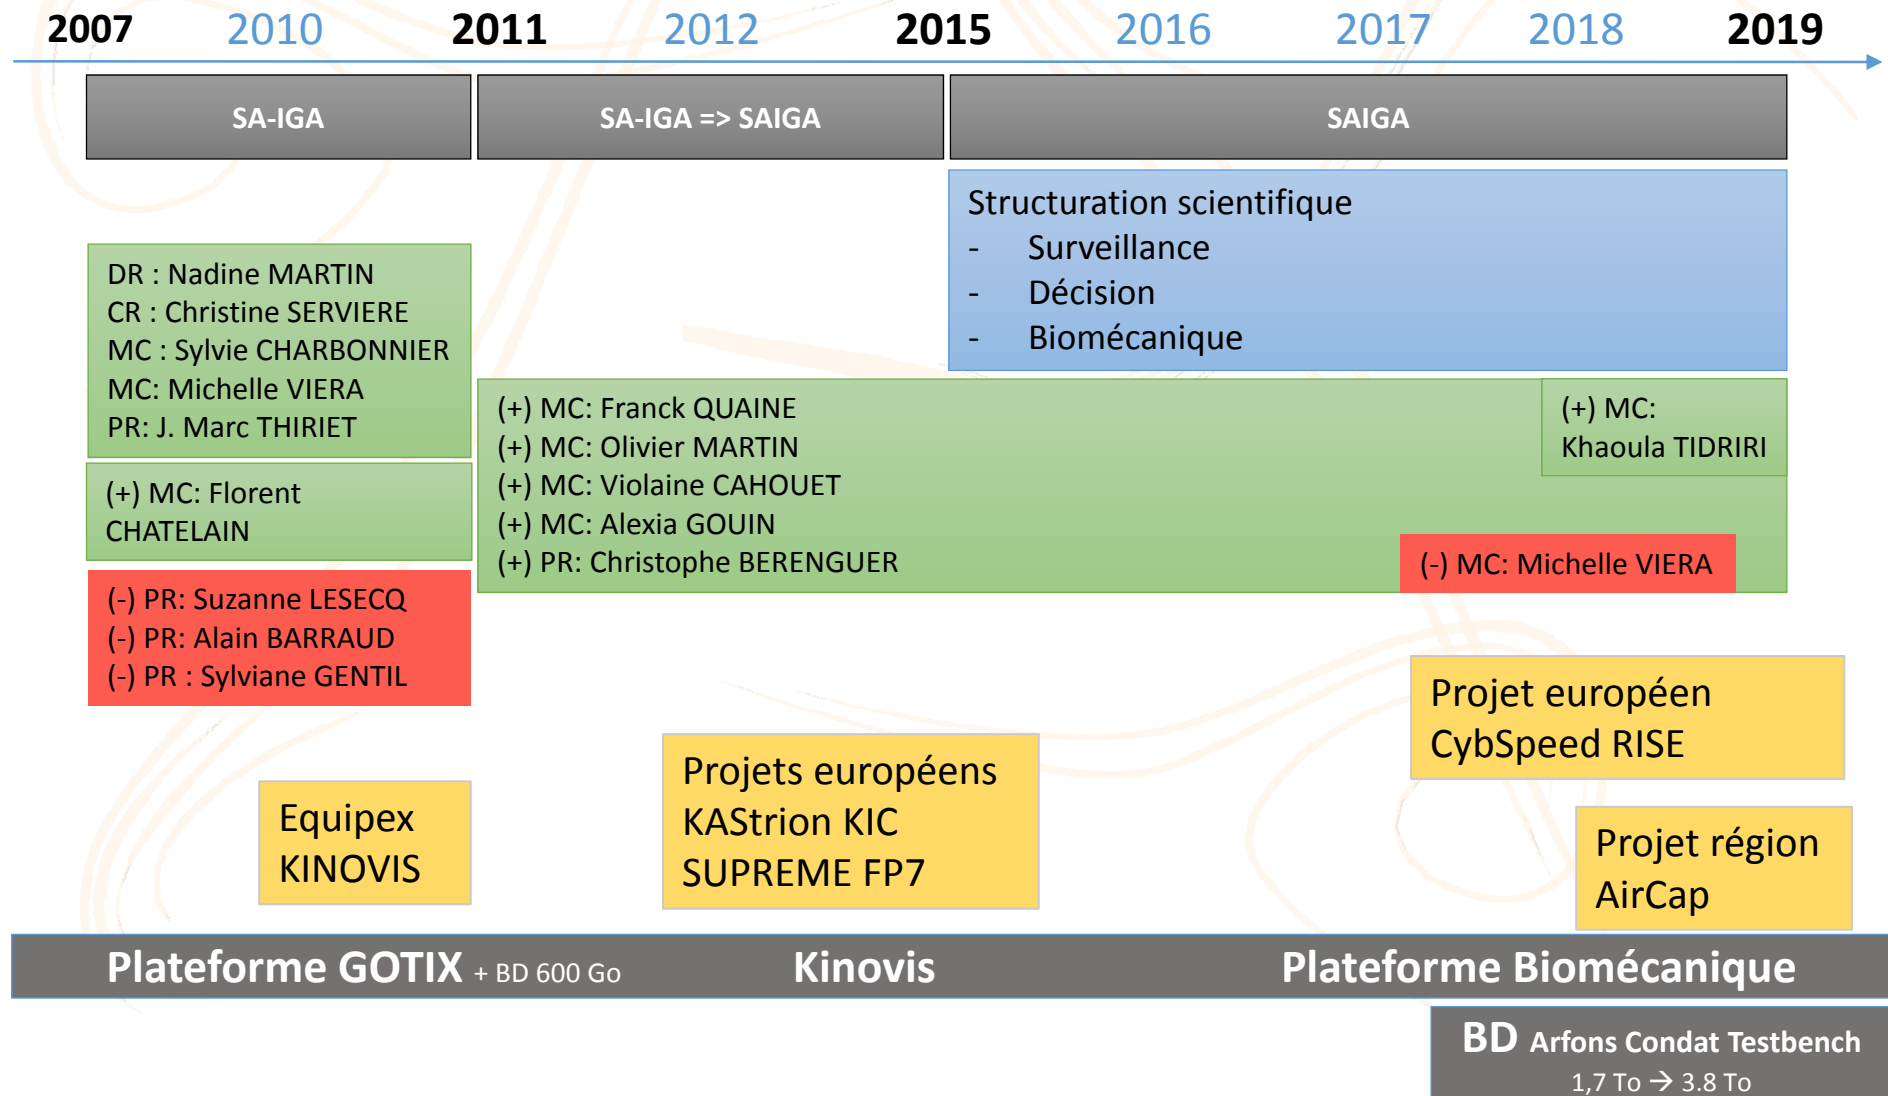 2007 2010 2011 2012 2015 2016 2017 2018 2019
SA-IGA
SA-IGA => SAIGA
SAIGA
Structuration scientifique
- Surveillance
- Décision
- Biomécanique
DR : Nadine MARTIN
CR : Christine SERVIERE
MC : Sylvie CHARBONNIER
MC: Michelle VIERA
PR: J. Marc THIRIET
(+) MC: Florent
CHATELAIN
(-) PR: Suzanne LESECQ
(-) PR: Alain BARRAUD
(-) PR : Sylviane GENTIL
(+) MC: Franck QUAINE
(+) MC: Olivier MARTIN
(+) MC: Violaine CAHOUET
(+) MC: Alexia GOUIN
(+) PR: Christophe BERENGUER
(+) MC:
Khaoula TIDRIRI
(-) MC: Michelle VIERA
Equipex
KINOVIS
Projets européens
KAStrion KIC
SUPREME FP7
Projet européen
CybSpeed RISE
Projet région
AirCap
Plateforme GOTIX + BD 600 Go
Kinovis
Plateforme Biomécanique
BD Arfons Condat Testbench
1,7 To → 3.8 To